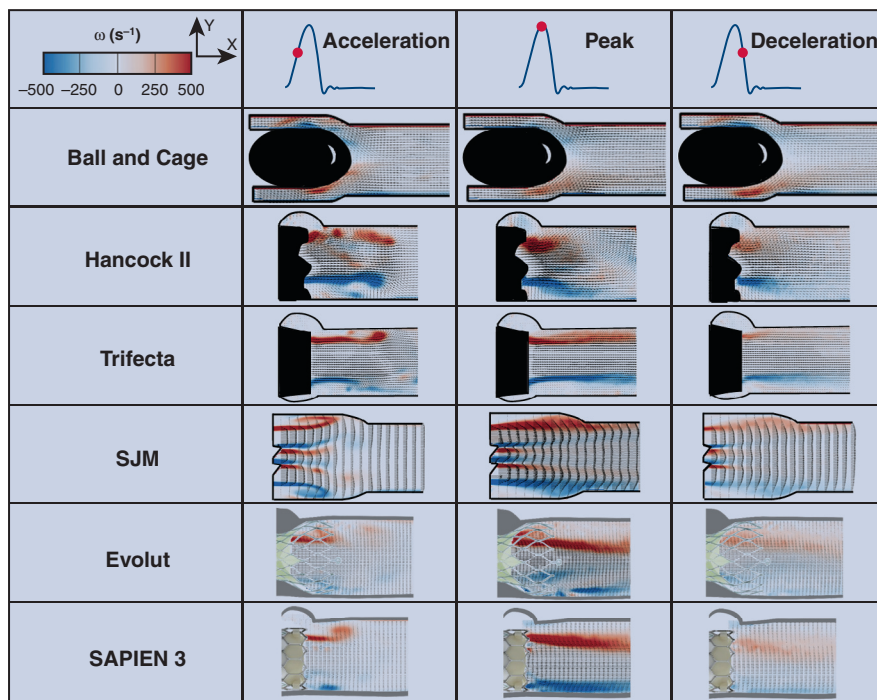 ω (s⁻¹)
Y
X
−500 −250 0 250 500
Acceleration
Peak
Deceleration
Ball and Cage
Hancock II
Trifecta
SJM
Evolut
SAPIEN 3